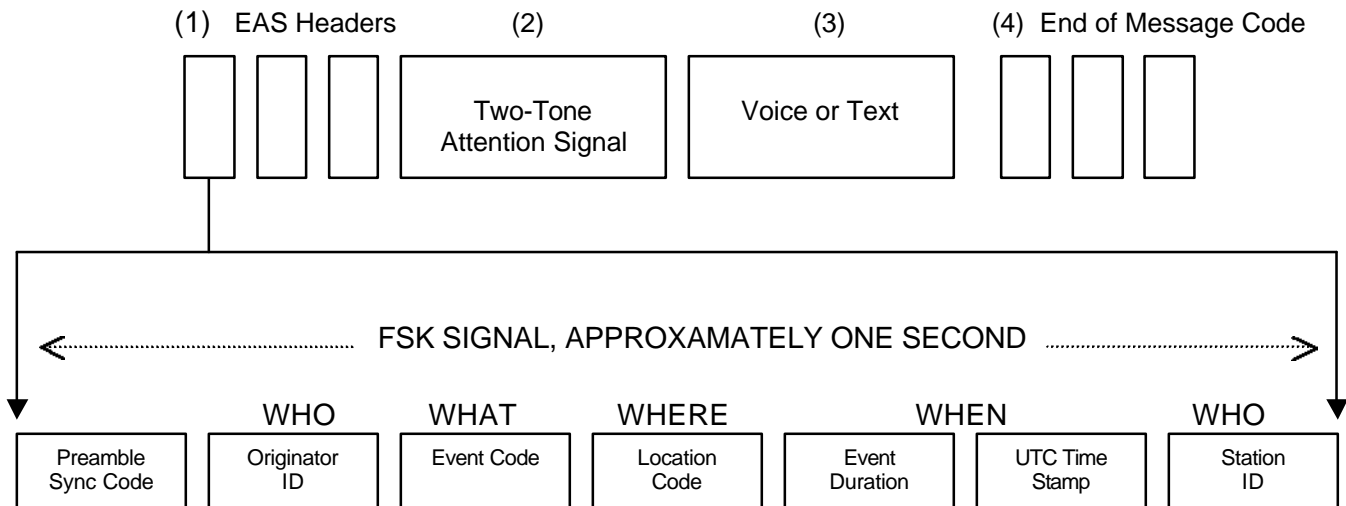 (1) EAS Headers (2) (3) (4) End of Message Code
Two-Tone
Attention Signal
Voice or Text
FSK SIGNAL, APPROXAMATELY ONE SECOND
WHO WHAT WHERE WHEN WHO
Preamble
Sync Code
Originator
ID
Event Code
Location
Code
Event
Duration
UTC Time
Stamp
Station
ID